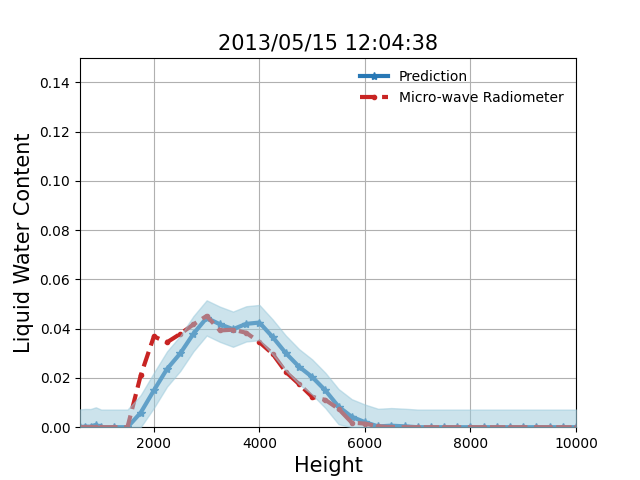 2013/05/15 12:04:38
Prediction
Micro-wave Radiometer
Liquid Water Content
0.14
0.12
0.10
0.08
0.06
0.04
0.02
0.00
2000 4000 6000 8000 10000
Height